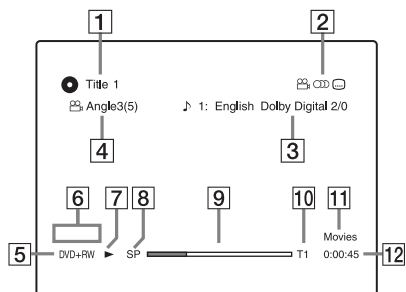 1 2
Title 1
Angle3(5) ♪ 1: English Dolby Digital 2/0
4 3
6 7 8 9 10 11
Movies
5 DVD+RW ► SP T1 0:00:45 12